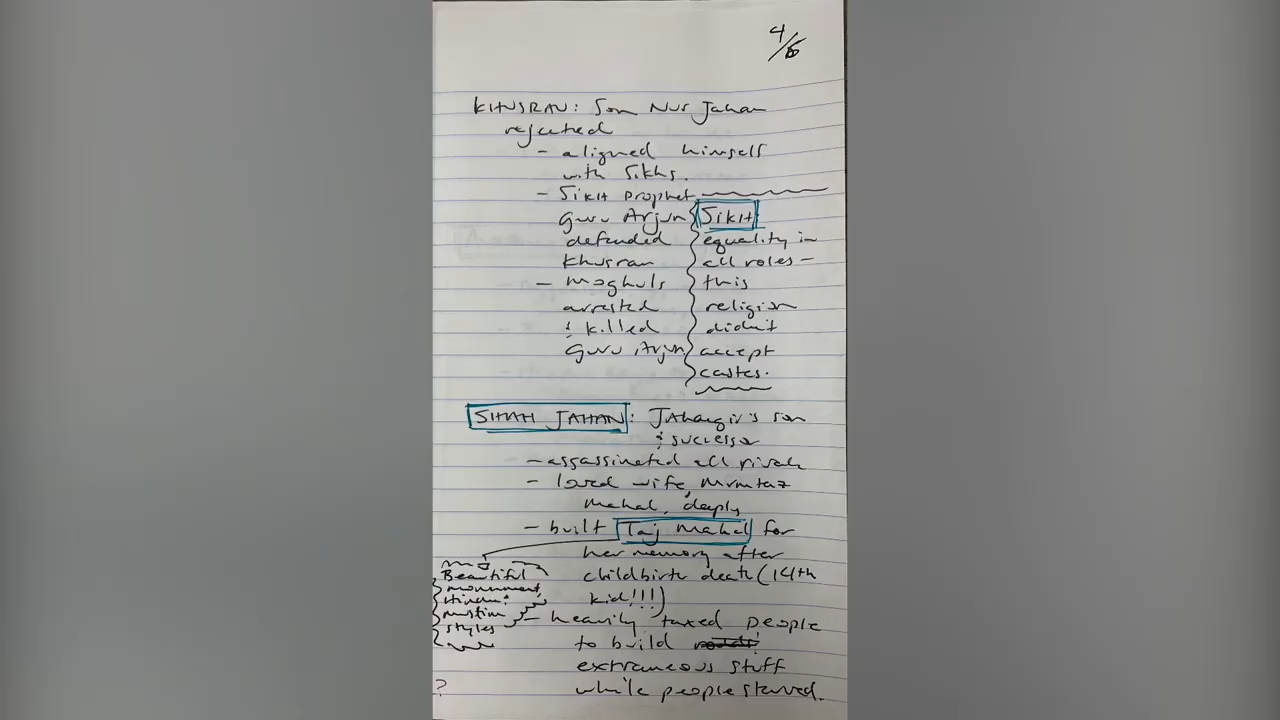 4/6
KHUSRAU: Son Nur Jahan
rejected
- aligned himself
with Sikhs.
- SIKH prophet
Guru Arjun
defended
Khusrau
- Moghuls
arrested
& killed
Guru Arjun
SIKH
equality in
all roles -
this
religion
didn't
accept
castes.
SHAH JAHAN: Jahangir's son
& successor
- assassinated all rivals
- loved wife, Mumtaz
Mahal, deeply
- built Taj Mahal for
her memory after
childbirth death (14th
kid!!!)
Beautiful
monument,
Hindu &
muslim
styles
- heavily taxed people
to build
extraneous stuff
while people starved.
?